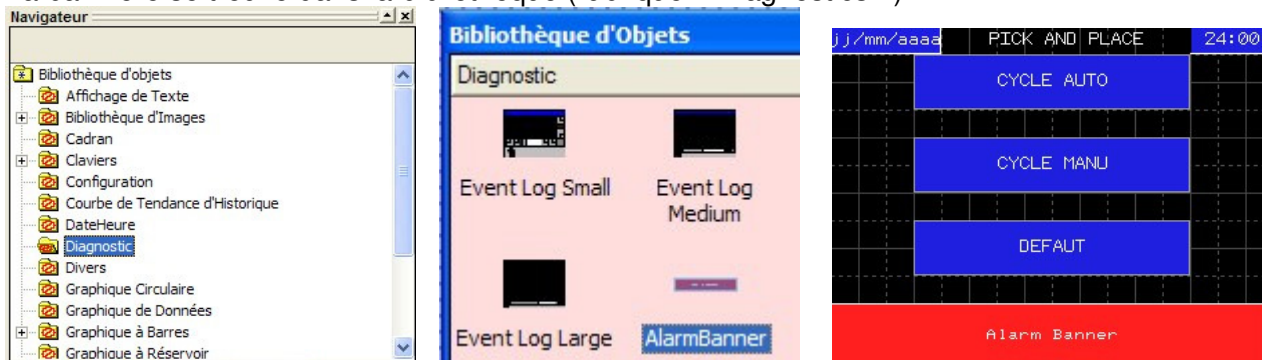 Navigateur
Bibliothèque d'objets
Affichage de Texte
Bibliothèque d'Images
Cadran
Claviers
Configuration
Courbe de Tendance d'Historique
DateHeure
Diagnostic
Divers
Graphique Circulaire
Graphique de Données
Graphique à Barres
Graphique à Réservoir
Bibliothèque d'Objets
Diagnostic
Event Log Small
Event Log
Medium
Event Log Large
AlarmBanner
jj/mm/aaaa PICK AND PLACE 24:00
CYCLE AUTO
CYCLE MANU
DEFAUT
Alarm Banner